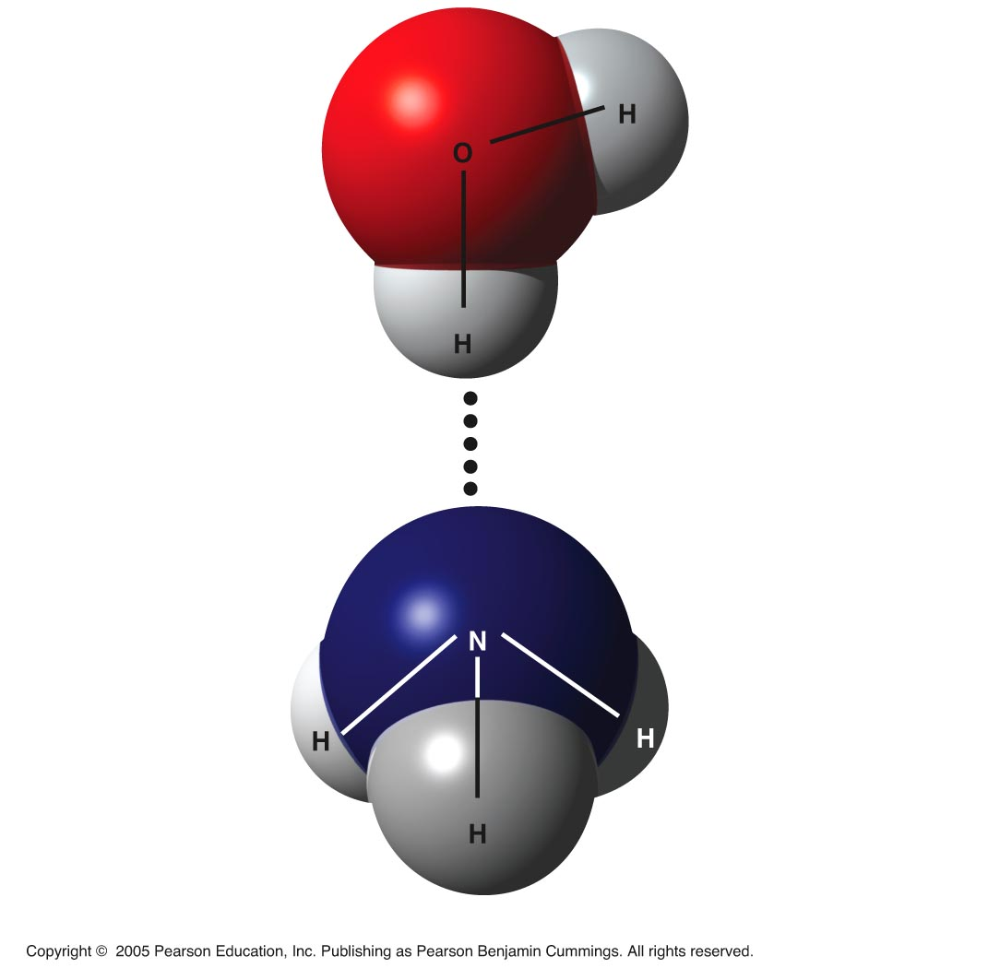 H
O
H
N
H
H
H
Copyright © 2005 Pearson Education, Inc. Publishing as Pearson Benjamin Cummings. All rights reserved.